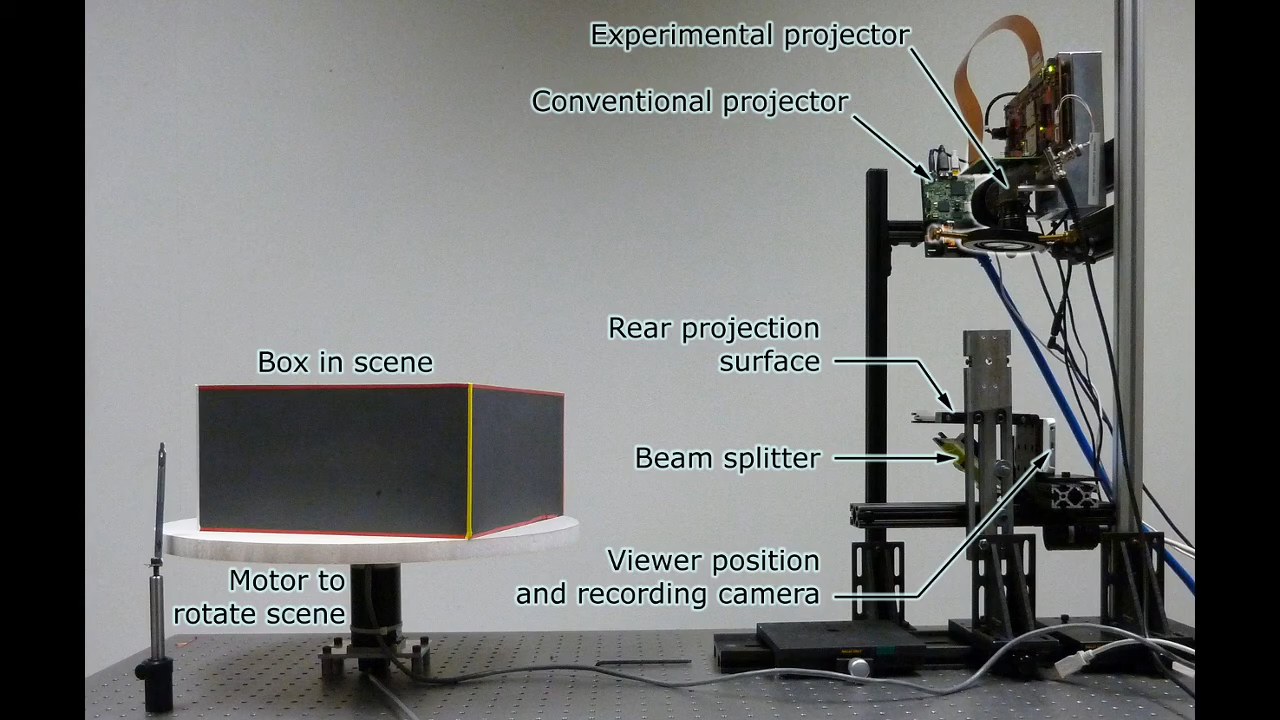 Experimental projector
Conventional projector
Rear projection
surface
Box in scene
Beam splitter
Viewer position
and recording camera
Motor to
rotate scene